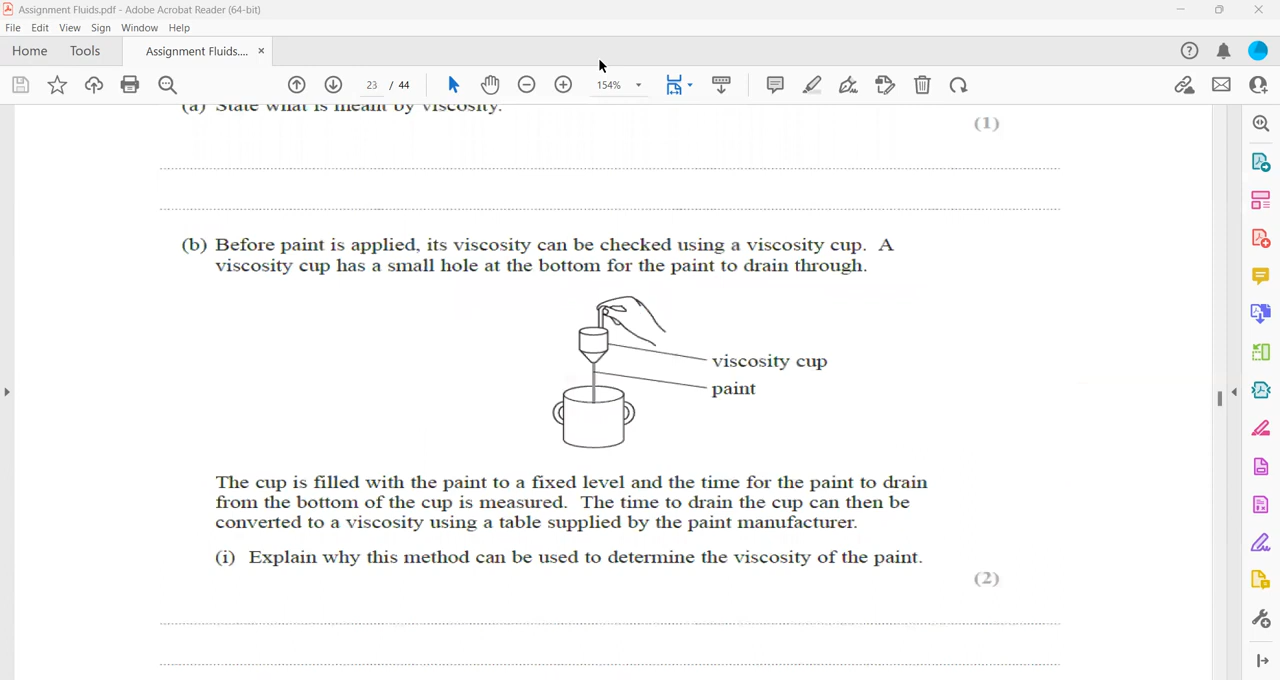 Assignment Fluids.pdf - Adobe Acrobat Reader (64-bit)
File Edit View Sign Window Help
Home Tools Assignment Fluids.... ×
23 / 44 154%
(a) State what is meant by viscosity.
(1)
(b) Before paint is applied, its viscosity can be checked using a viscosity cup. A
viscosity cup has a small hole at the bottom for the paint to drain through.
viscosity cup
paint
The cup is filled with the paint to a fixed level and the time for the paint to drain
from the bottom of the cup is measured. The time to drain the cup can then be
converted to a viscosity using a table supplied by the paint manufacturer.
(i) Explain why this method can be used to determine the viscosity of the paint.
(2)